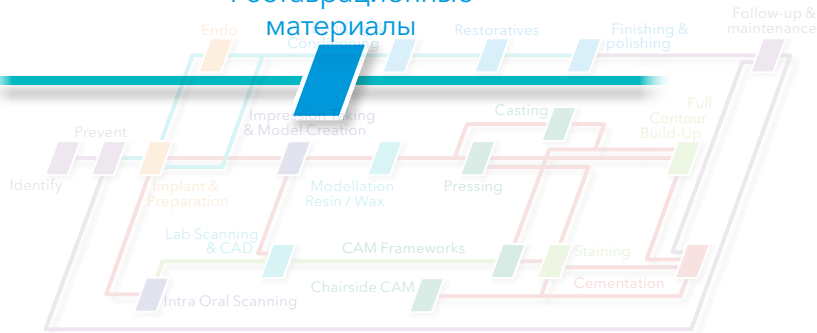 Реставрационные
материалы
Follow-up &
maintenance
Endo
Conditioning
Restoratives
Finishing &
polishing
Full
Contour
Build-Up
Casting
Impression Taking
& Model Creation
Prevent
Identify
Implant &
Preparation
Modellation
Resin / Wax
Pressing
Lab Scanning
& CAD
CAM Frameworks
Staining
Cementation
Chairside CAM
Intra Oral Scanning